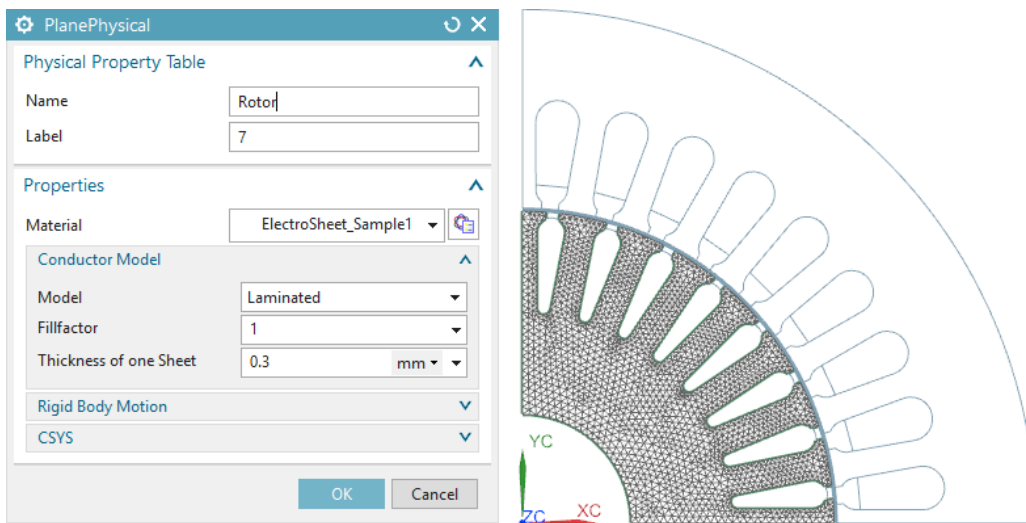 PlanePhysical
Physical Property Table
Name Rotor
Label 7
Properties
Material ElectroSheet_Sample1
Conductor Model
Model Laminated
Fillfactor 1
Thickness of one Sheet 0.3 mm
Rigid Body Motion
CSYS
OK Cancel
YC
ZC XC